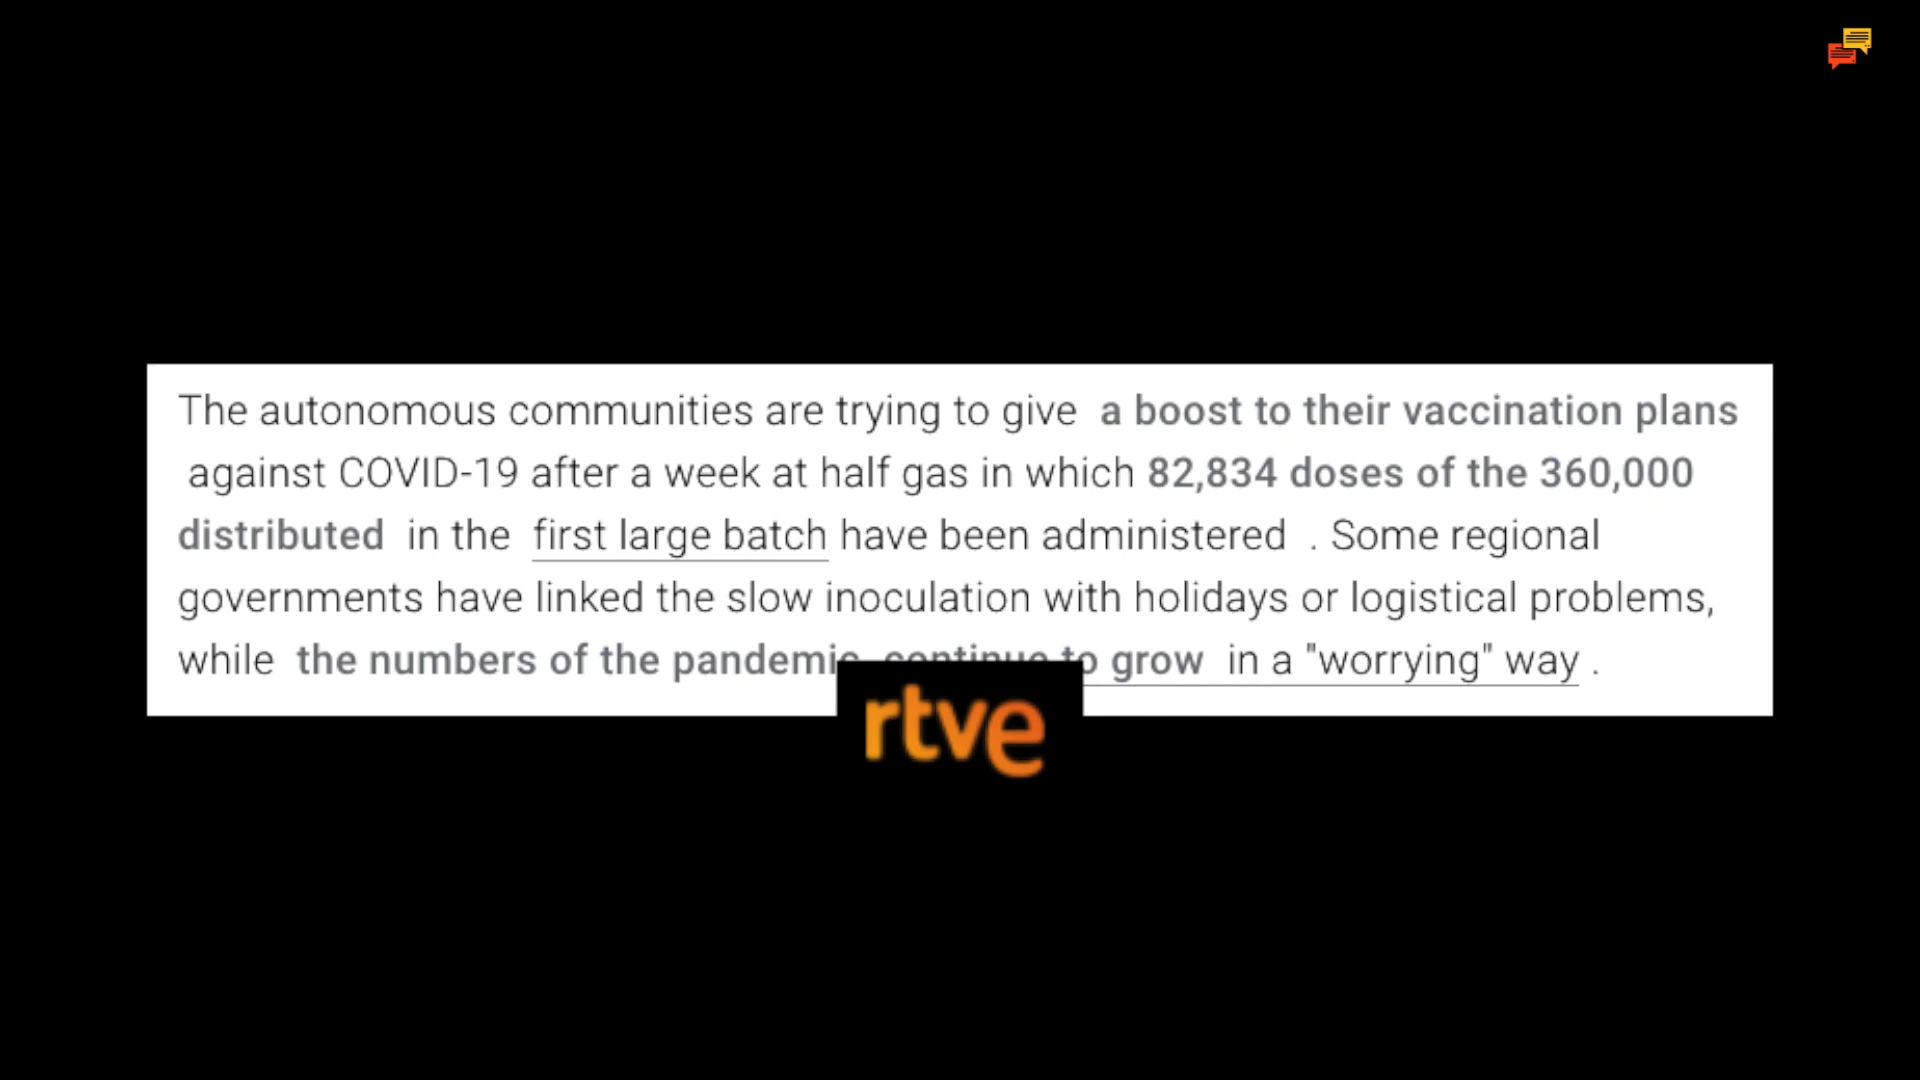 The autonomous communities are trying to give a boost to their vaccination plans
against COVID-19 after a week at half gas in which 82,834 doses of the 360,000
distributed in the first large batch have been administered . Some regional
governments have linked the slow inoculation with holidays or logistical problems,
while the numbers of the pandemic continue to grow in a "worrying" way .
rtve